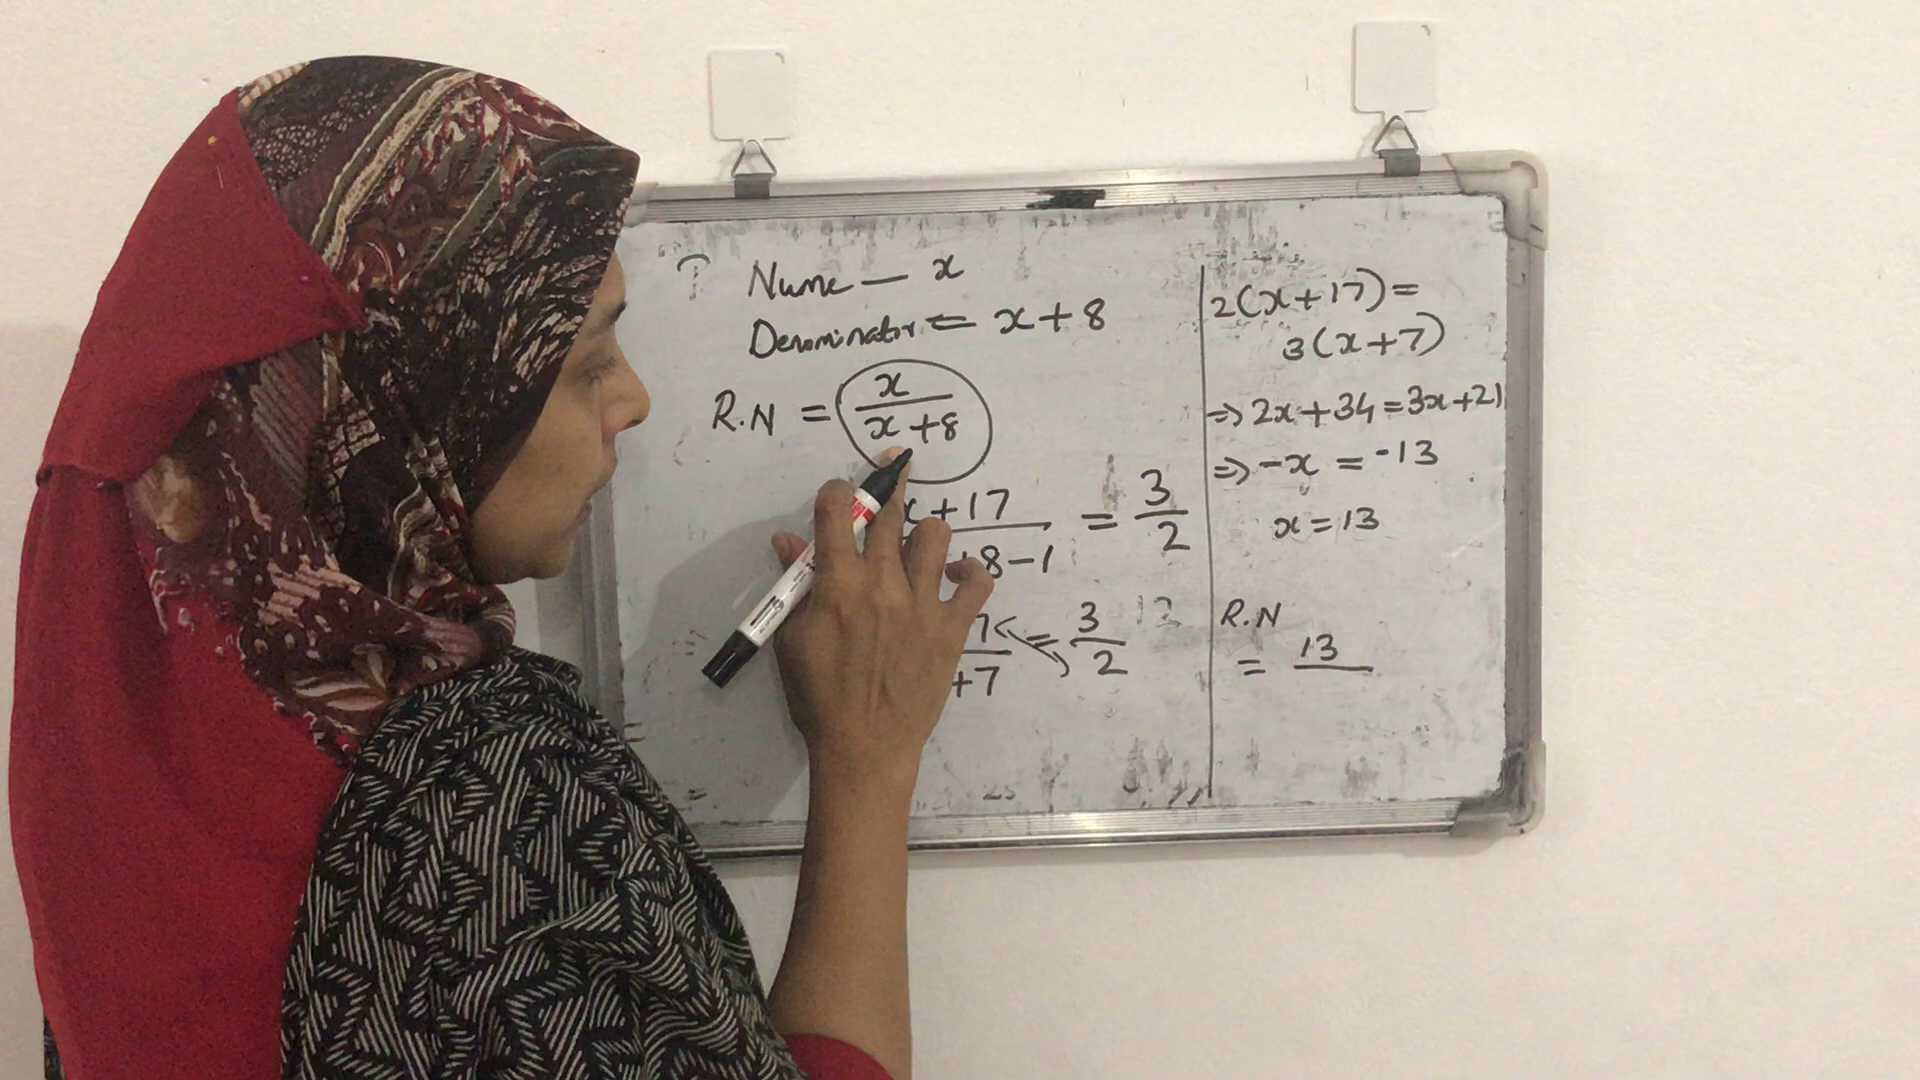 Nume — x
Denominator = x + 8
R.N = x
x + 8
x + 17 = 3
+8 - 1 2
7 = 3
+7 2
2(x + 17) =
3(x + 7)
⇒ 2x + 34 = 3x + 21
⇒ -x = -13
x = 13
R.N
= 13